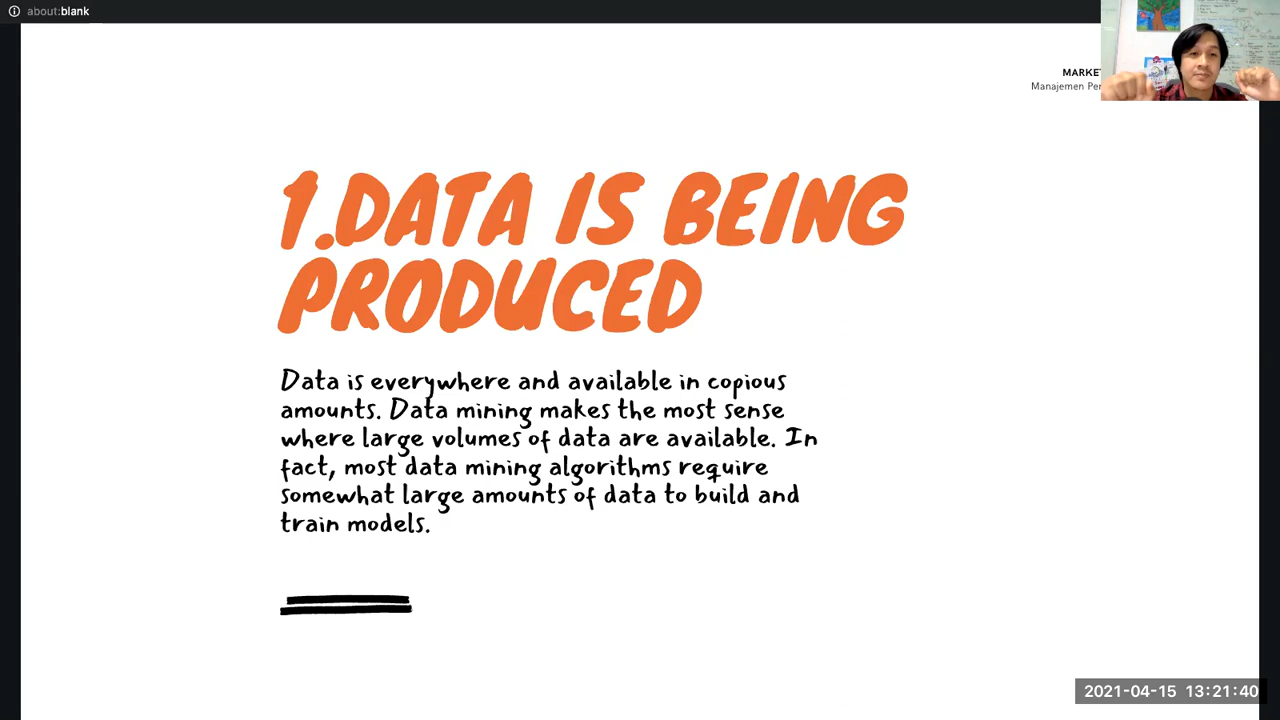 about:blank
MARKET
Manajemen Per
1.DATA IS BEING
PRODUCED
Data is everywhere and available in copious
amounts. Data mining makes the most sense
where large volumes of data are available. In
fact, most data mining algorithms require
somewhat large amounts of data to build and
train models.
2021-04-15 13:21:40